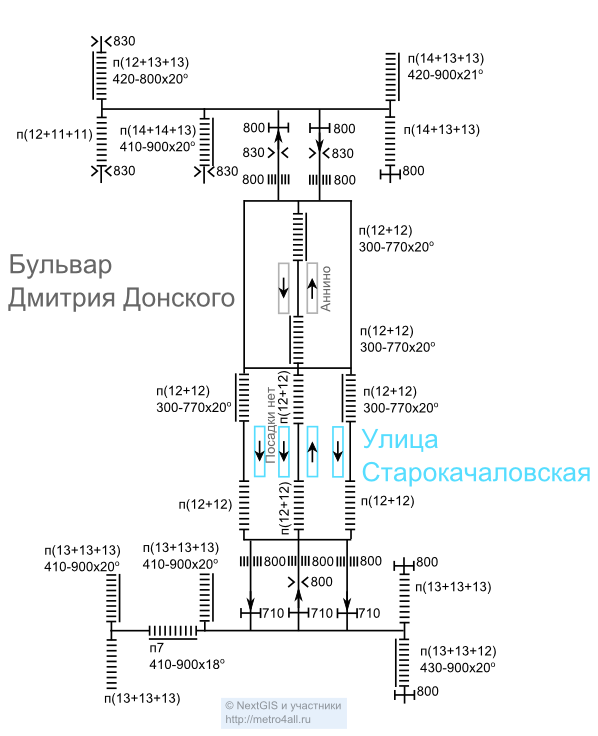 830
п(12+13+13)
420-800x20°
п(14+13+13)
410-900x21°
п(12+11+11)
п(14+14+13)
410-900x20°
800
800
п(14+13+13)
830
830
830
830
800
800
800
п(12+12)
300-770x20°
Бульвар
Дмитрия Донского
Аннино
п(12+12)
300-770x20°
п(12+12)
300-770x20°
п(12+12)
п(12+12)
300-770x20°
Посадки нет
Улица
Старокачаловская
п(12+12)
п(12+12)
п(12+12)
п(13+13+13)
410-900x20°
п(13+13+13)
410-900x20°
800
800
800
800
800
п(13+13+13)
710
710
710
п7
410-900x18°
п(13+13+12)
430-900x20°
п(13+13+13)
800
© NextGIS и участники
http://metro4all.ru